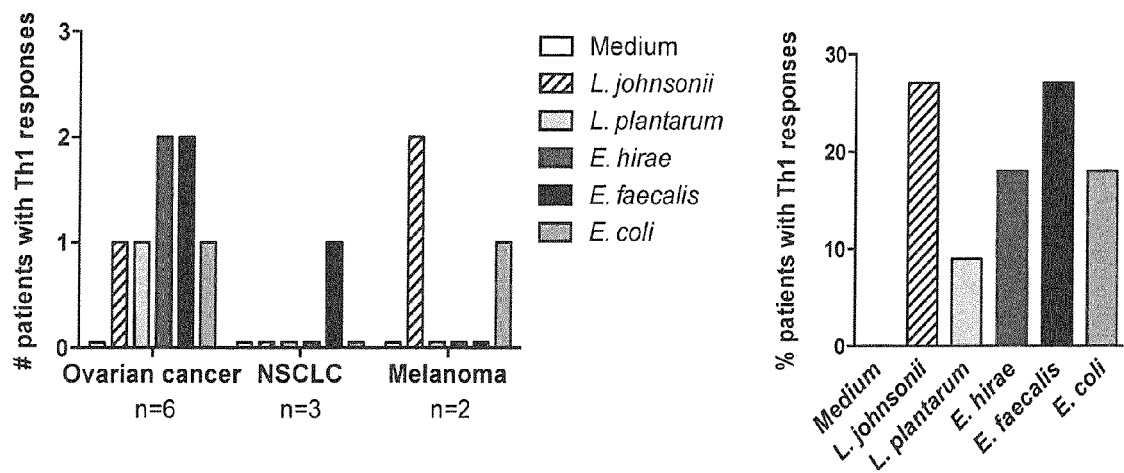 # patients with Th1 responses
3
2
1
0
Ovarian cancer NSCLC Melanoma
n=6 n=3 n=2
Medium
L. johnsonii
L. plantarum
E. hirae
E. faecalis
E. coli
% patients with Th1 responses
30
20
10
0
Medium
L. johnsonii
L. plantarum
E. hirae
E. faecalis
E. coli